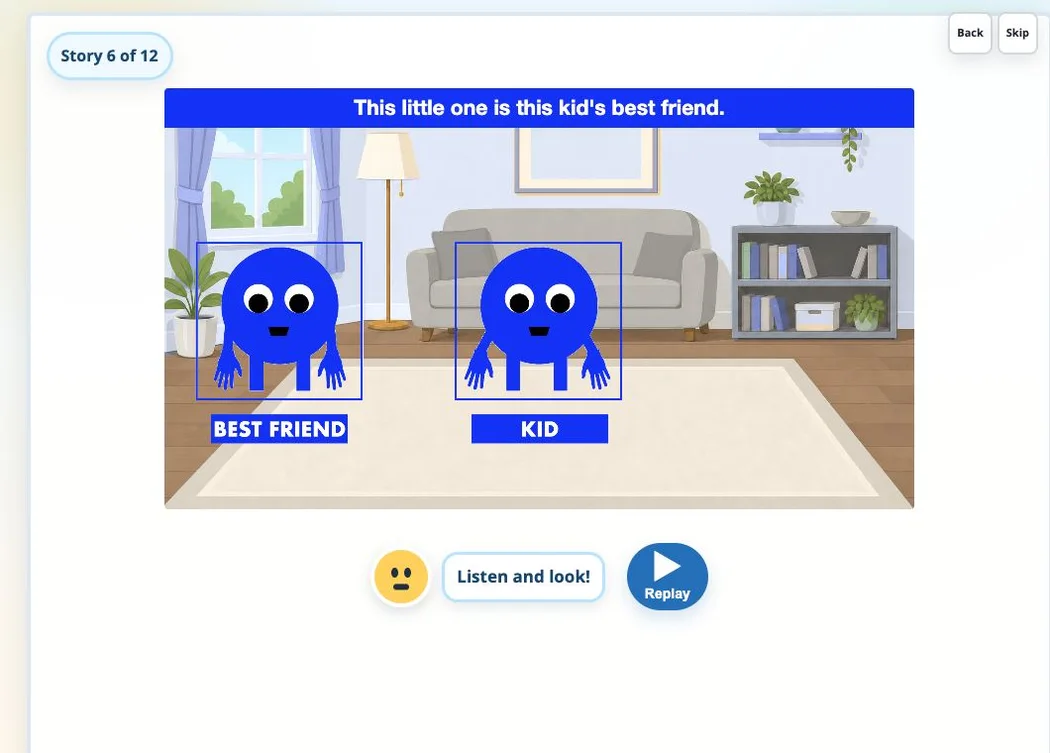 Story 6 of 12
Back
Skip
This little one is this kid's best friend.
BEST FRIEND
KID
Listen and look!
Replay